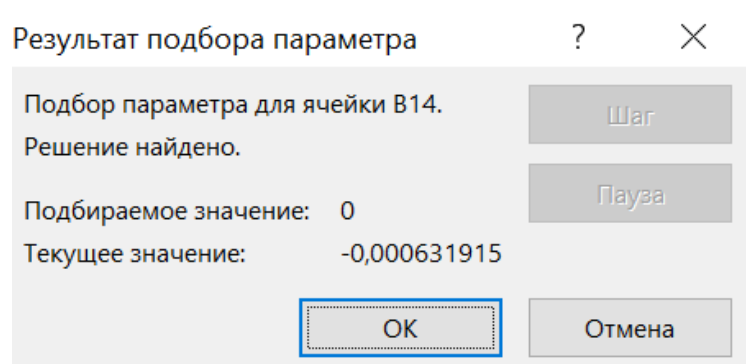 Результат подбора параметра ? ×
Подбор параметра для ячейки B14.
Решение найдено.
Подбираемое значение: 0
Текущее значение: -0,000631915
Шаг
Пауза
ОК Отмена